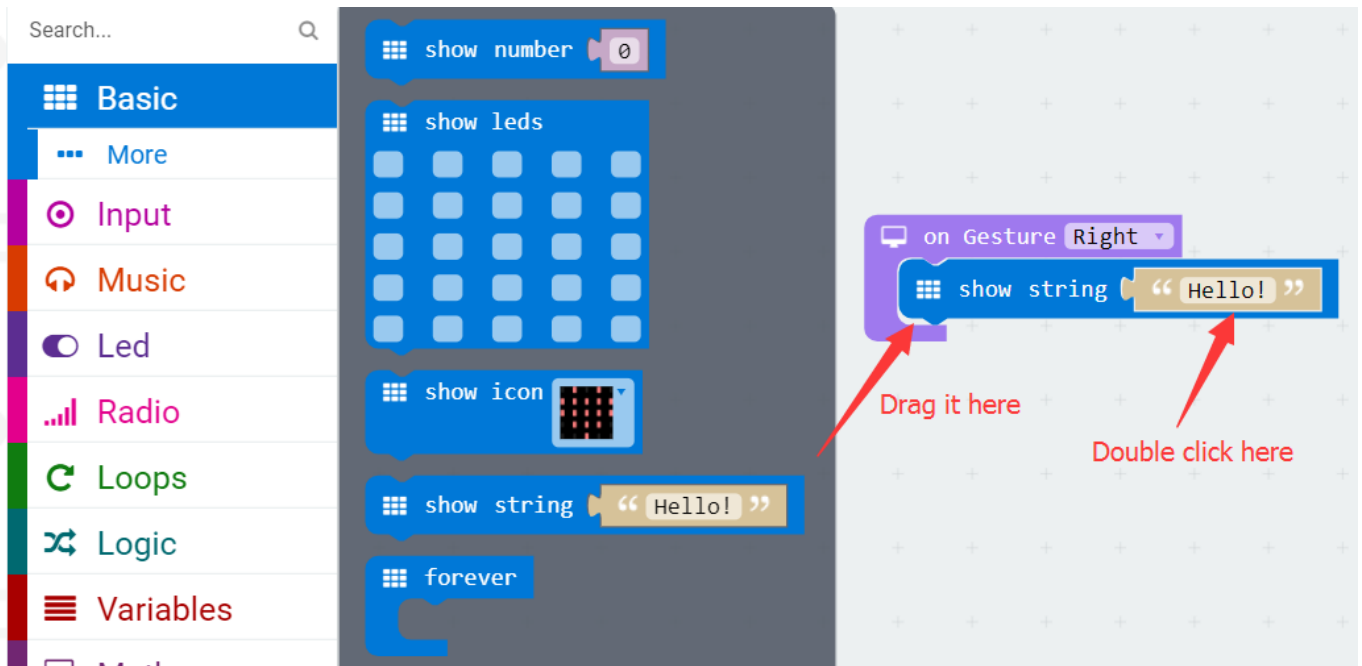 Search...
Basic
More
Input
Music
Led
Radio
Loops
Logic
Variables
show number 0
show leds
show icon
show string “ Hello! ”
forever
on Gesture Right
show string “ Hello! ”
Drag it here
Double click here